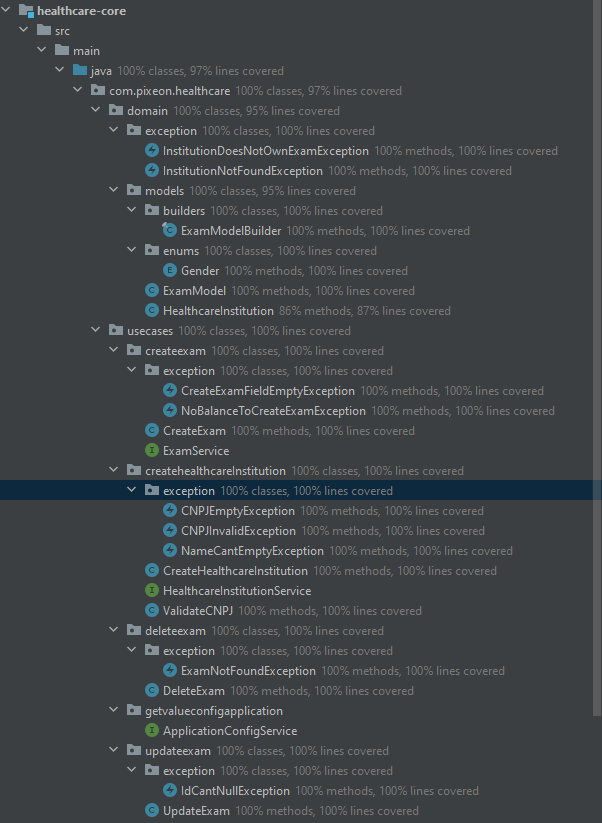 healthcare-core
src
main
java 100% classes, 97% lines covered
com.pixeon.healthcare 100% classes, 97% lines covered
domain 100% classes, 95% lines covered
exception 100% classes, 100% lines covered
InstitutionDoesNotOwnExamException 100% methods, 100% lines covered
InstitutionNotFoundException 100% methods, 100% lines covered
models 100% classes, 95% lines covered
builders 100% classes, 100% lines covered
ExamModelBuilder 100% methods, 100% lines covered
enums 100% classes, 100% lines covered
Gender 100% methods, 100% lines covered
ExamModel 100% methods, 100% lines covered
HealthcareInstitution 86% methods, 87% lines covered
usecases 100% classes, 100% lines covered
createexam 100% classes, 100% lines covered
exception 100% classes, 100% lines covered
CreateExamFieldEmptyException 100% methods, 100% lines covered
NoBalanceToCreateExamException 100% methods, 100% lines covered
CreateExam 100% methods, 100% lines covered
ExamService
createhealthcareInstitution 100% classes, 100% lines covered
exception 100% classes, 100% lines covered
CNPJEmptyException 100% methods, 100% lines covered
CNPJInvalidException 100% methods, 100% lines covered
NameCantEmptyException 100% methods, 100% lines covered
CreateHealthcareInstitution 100% methods, 100% lines covered
HealthcareInstitutionService
ValidateCNPJ 100% methods, 100% lines covered
deleteexam 100% classes, 100% lines covered
exception 100% classes, 100% lines covered
ExamNotFoundException 100% methods, 100% lines covered
DeleteExam 100% methods, 100% lines covered
getvalueconfigapplication
ApplicationConfigService
updateexam 100% classes, 100% lines covered
exception 100% classes, 100% lines covered
IdCantNullException 100% methods, 100% lines covered
UpdateExam 100% methods, 100% lines covered